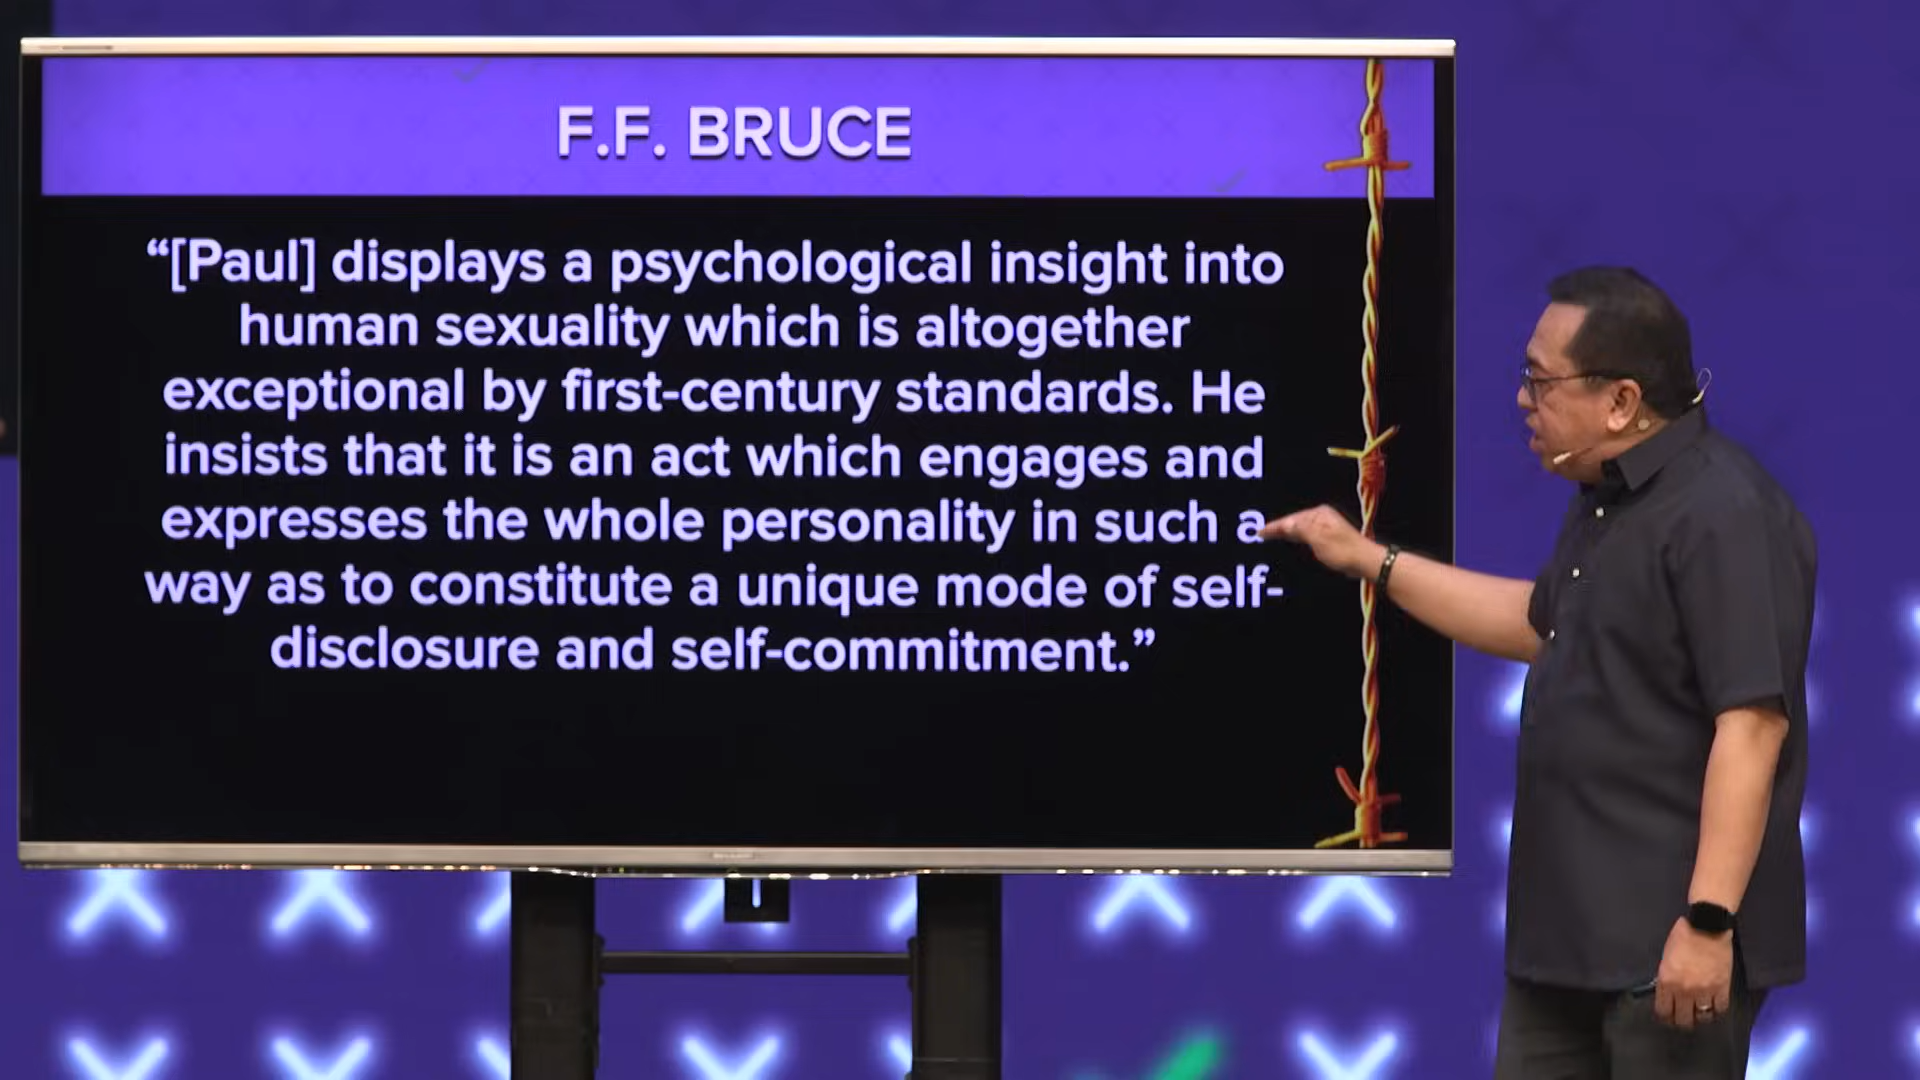 F.F. BRUCE
“[Paul] displays a psychological insight into
human sexuality which is altogether
exceptional by first-century standards. He
insists that it is an act which engages and
expresses the whole personality in such a
way as to constitute a unique mode of self-
disclosure and self-commitment.”